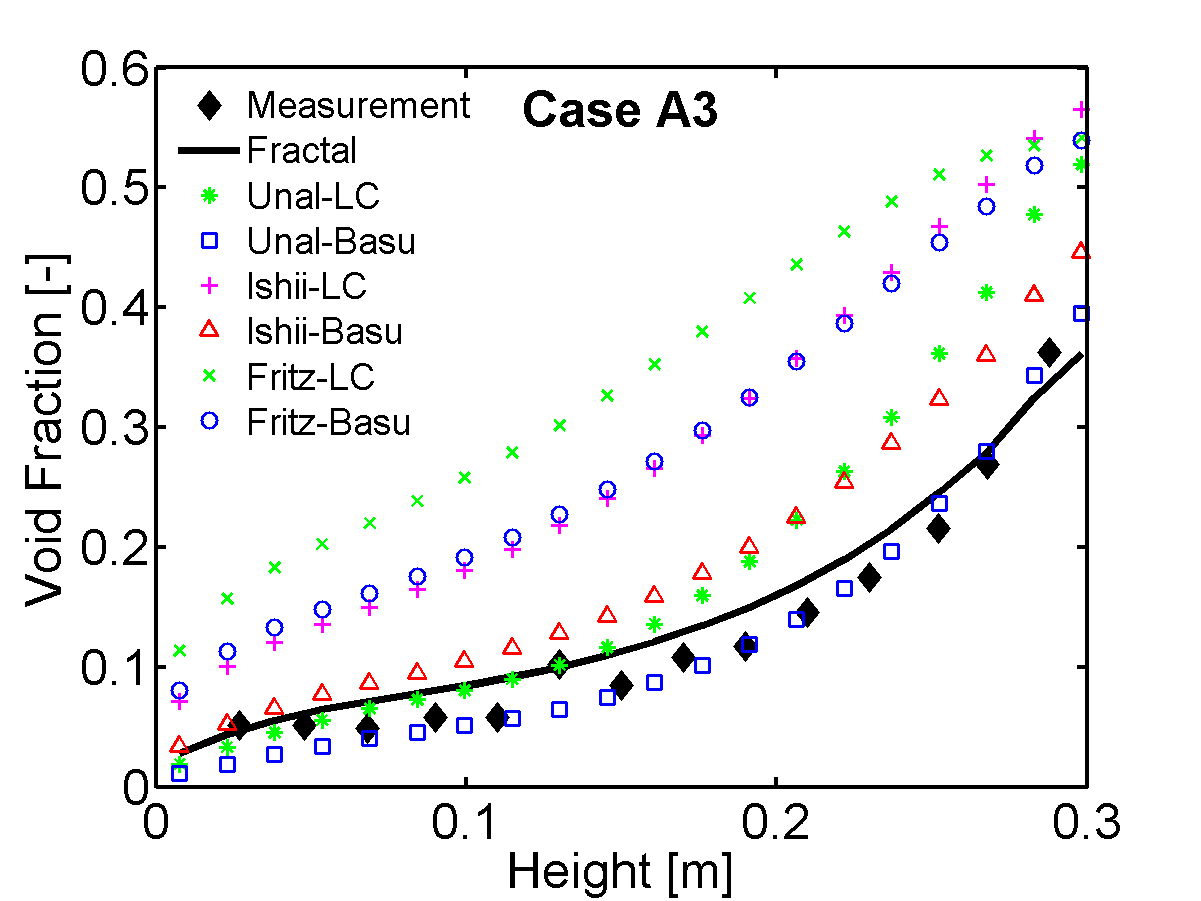 Case A3
Measurement
Fractal
Unal-LC
Unal-Basu
Ishii-LC
Ishii-Basu
Fritz-LC
Fritz-Basu
Void Fraction [-]
0.6
0.5
0.4
0.3
0.2
0.1
0
0
0.1
0.2
0.3
Height [m]